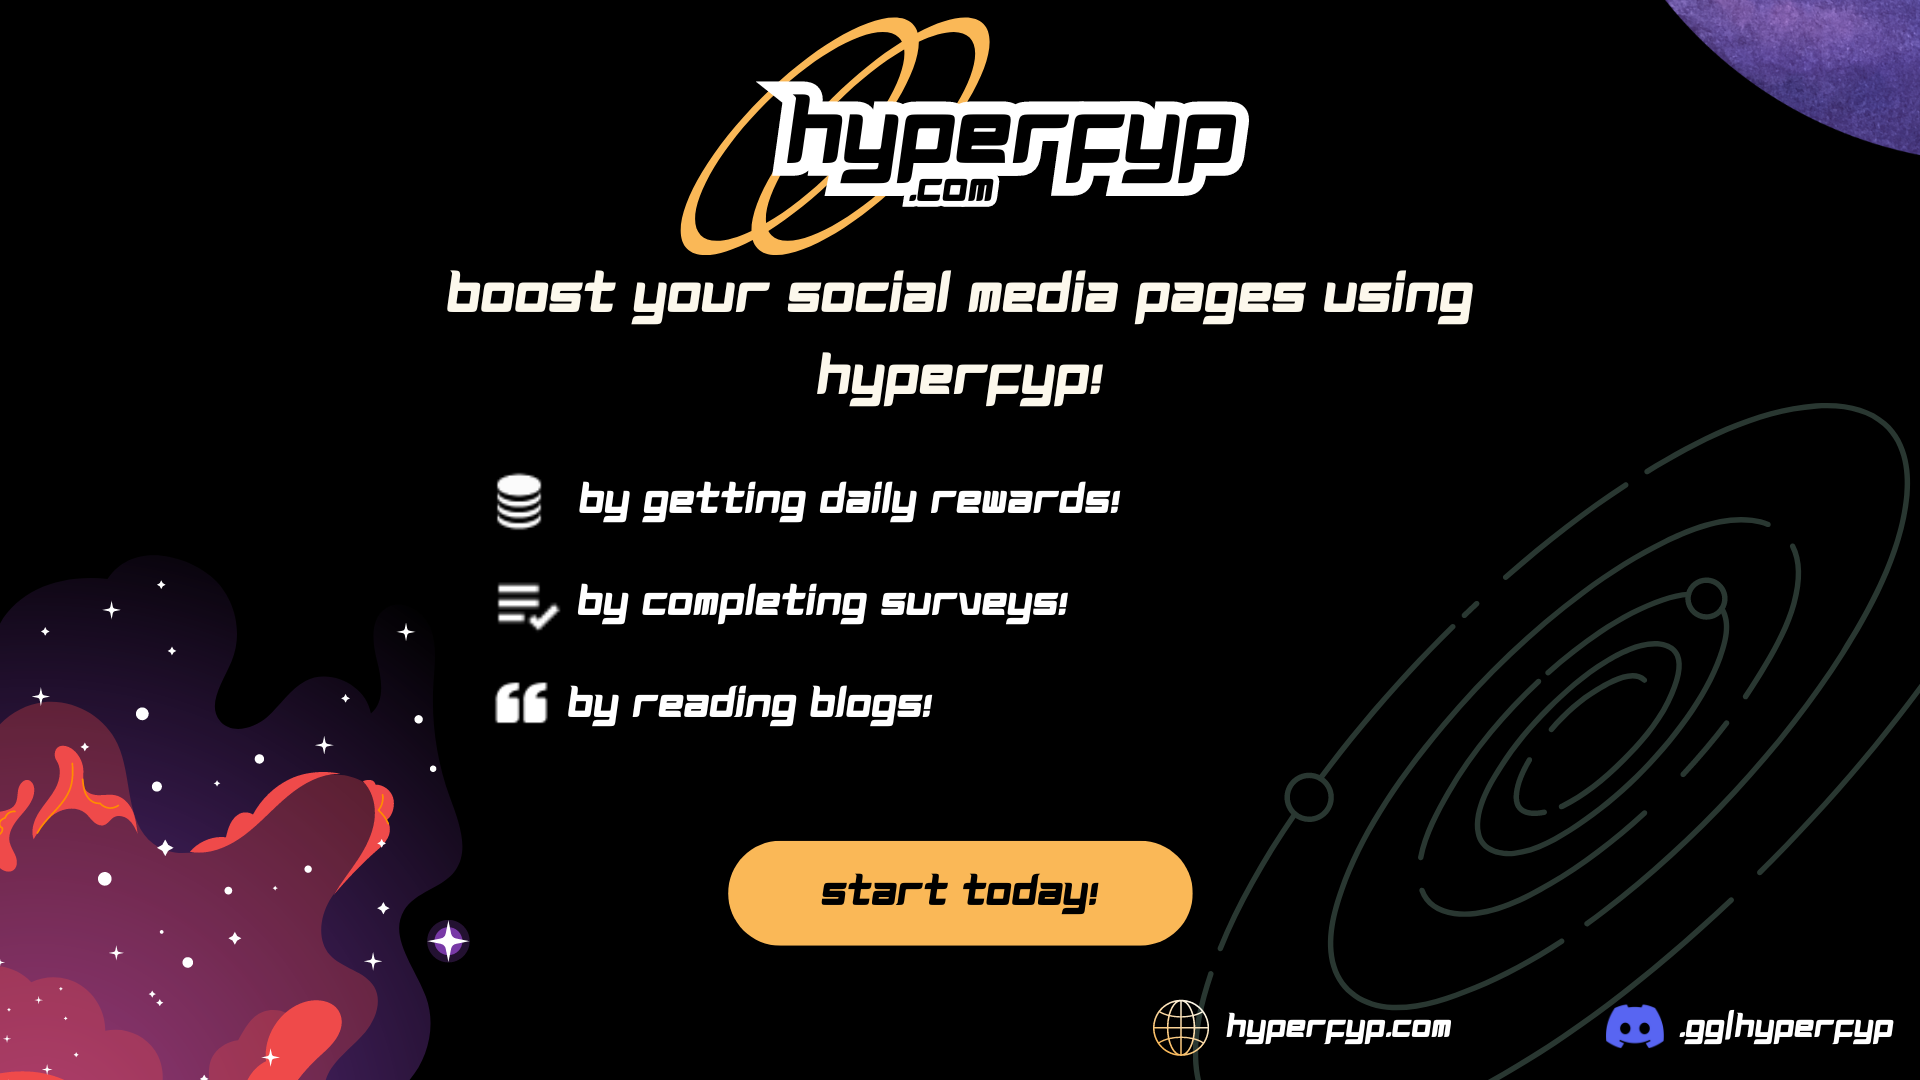 hyperfyp
.com
boost your social media pages using
hyperfyp!
by getting daily rewards!
by completing surveys!
by reading blogs!
start today!
hyperfyp.com
.gg/hyperfyp